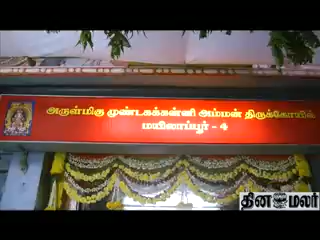 அருள்மிகு முண்டகக்கண்ணி அம்மன் திருக்கோயில்
மயிலாப்பூர் - 4
தினமலர்